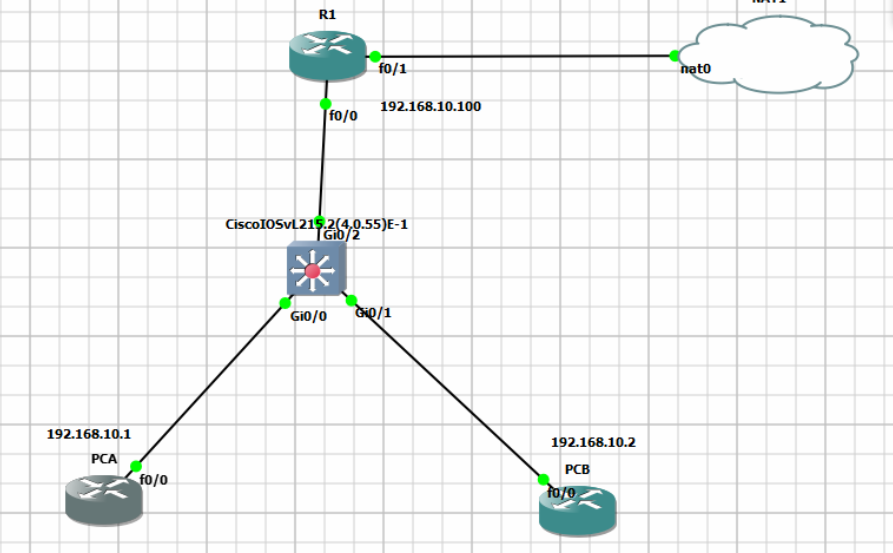 R1
NAT1
f0/1
nat0
192.168.10.100
f0/0
CiscoIOSvL215.2(4.0.55)E-1
Gi0/2
Gi0/0
Gi0/1
192.168.10.1
PCA
f0/0
192.168.10.2
PCB
f0/0